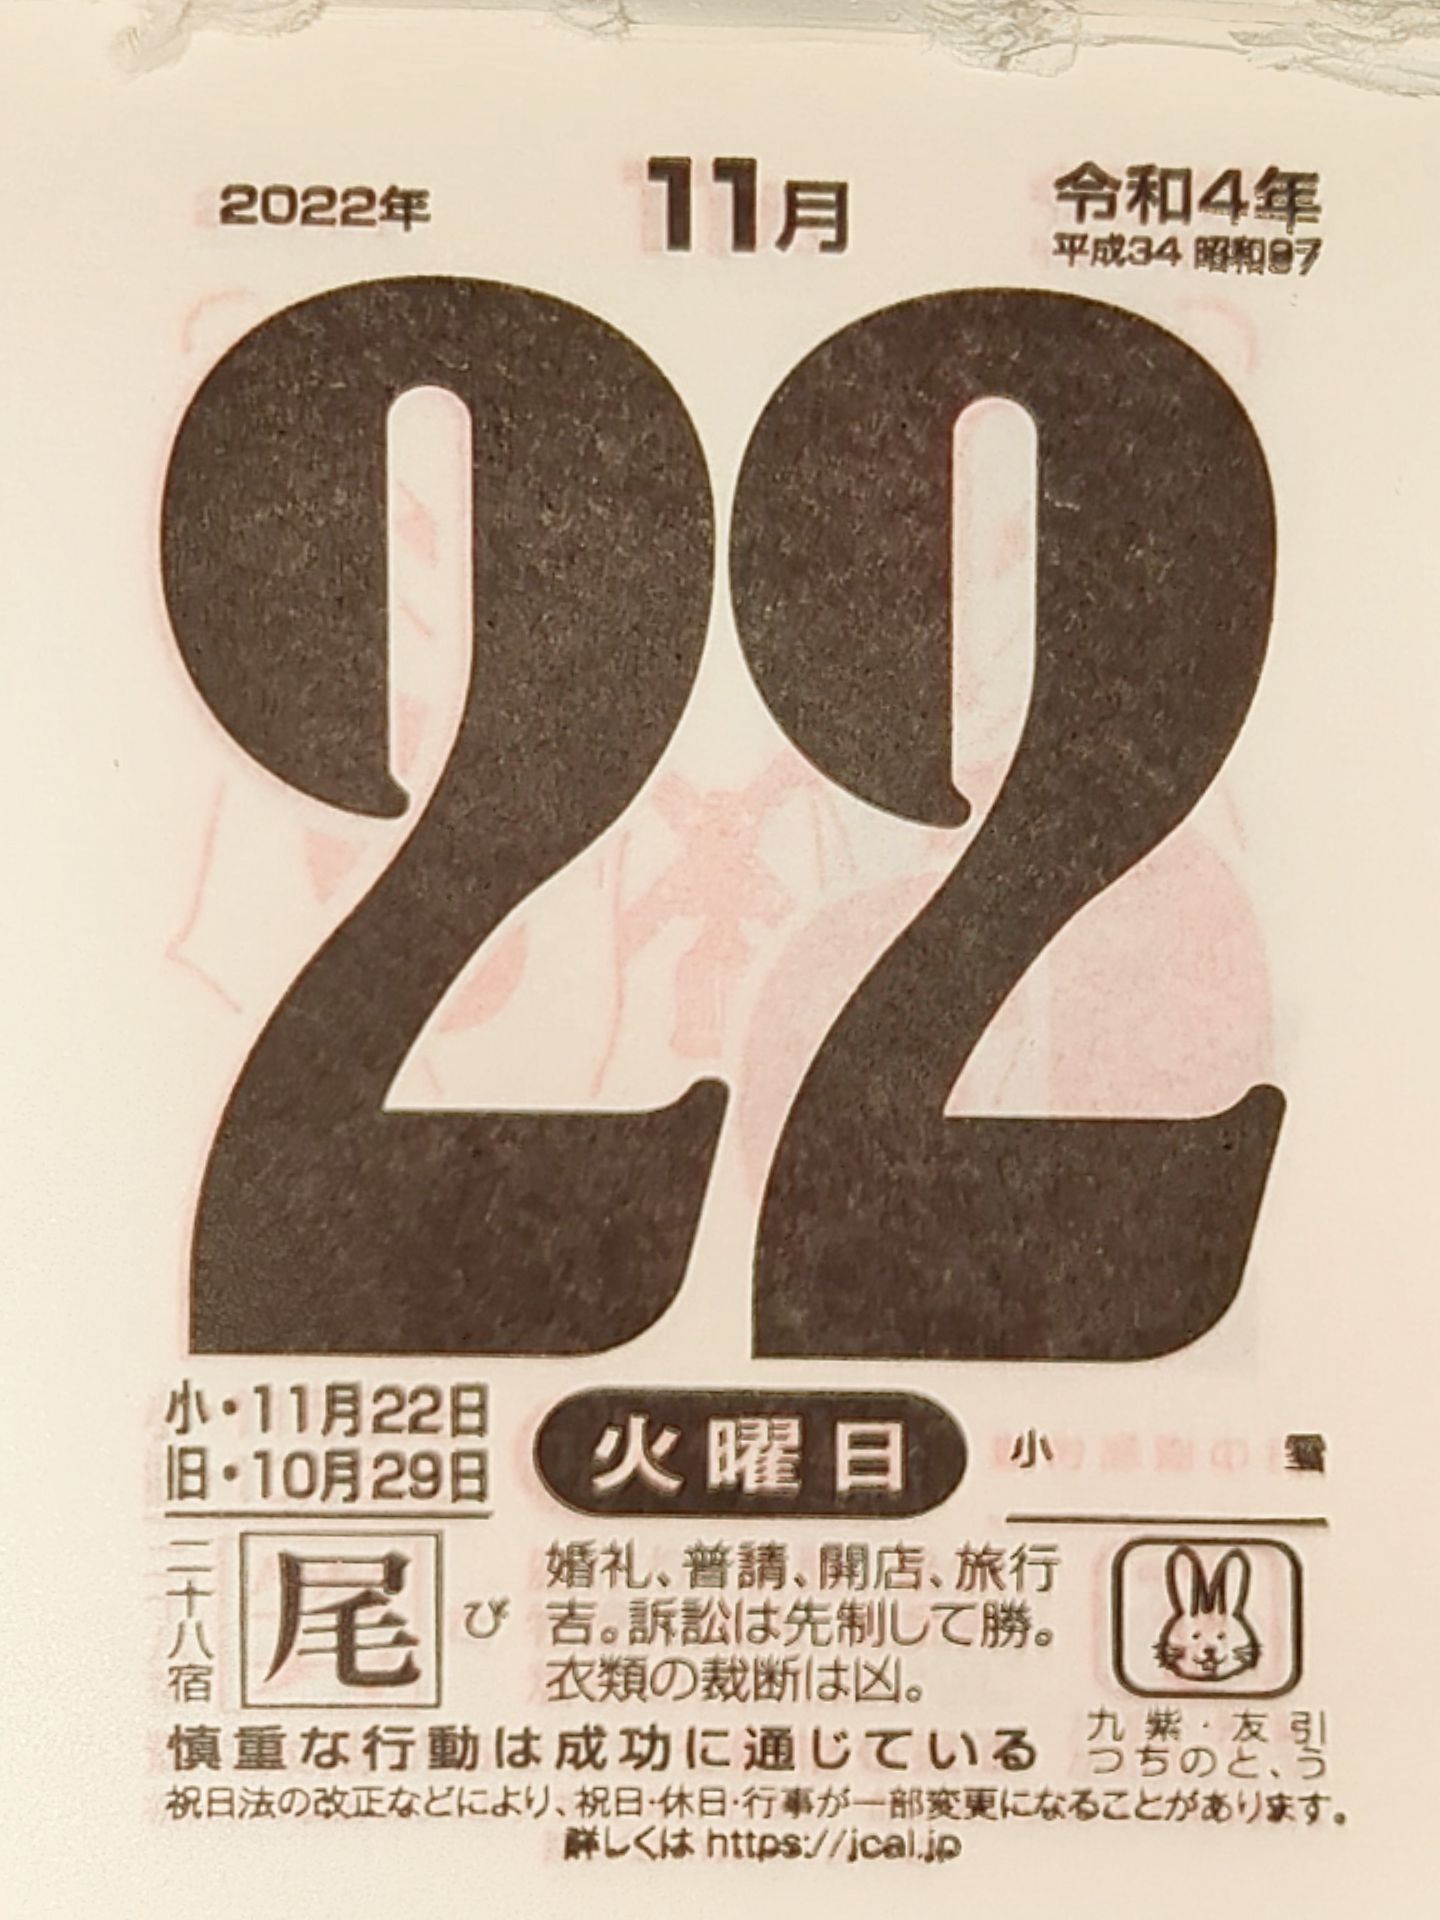 2022年
11月
令和4年
平成34 昭和97
22
小・11月22日
旧・10月29日
火曜日
小雪
二十八宿
尾
び
婚礼、普請、開店、旅行
吉。訴訟は先制して勝。
衣類の裁断は凶。
九紫・友引
つちのと、う
慎重な行動は成功に通じている
祝日法の改正などにより、祝日・休日・行事が一部変更になることがあります。
詳しくは https://jcal.jp